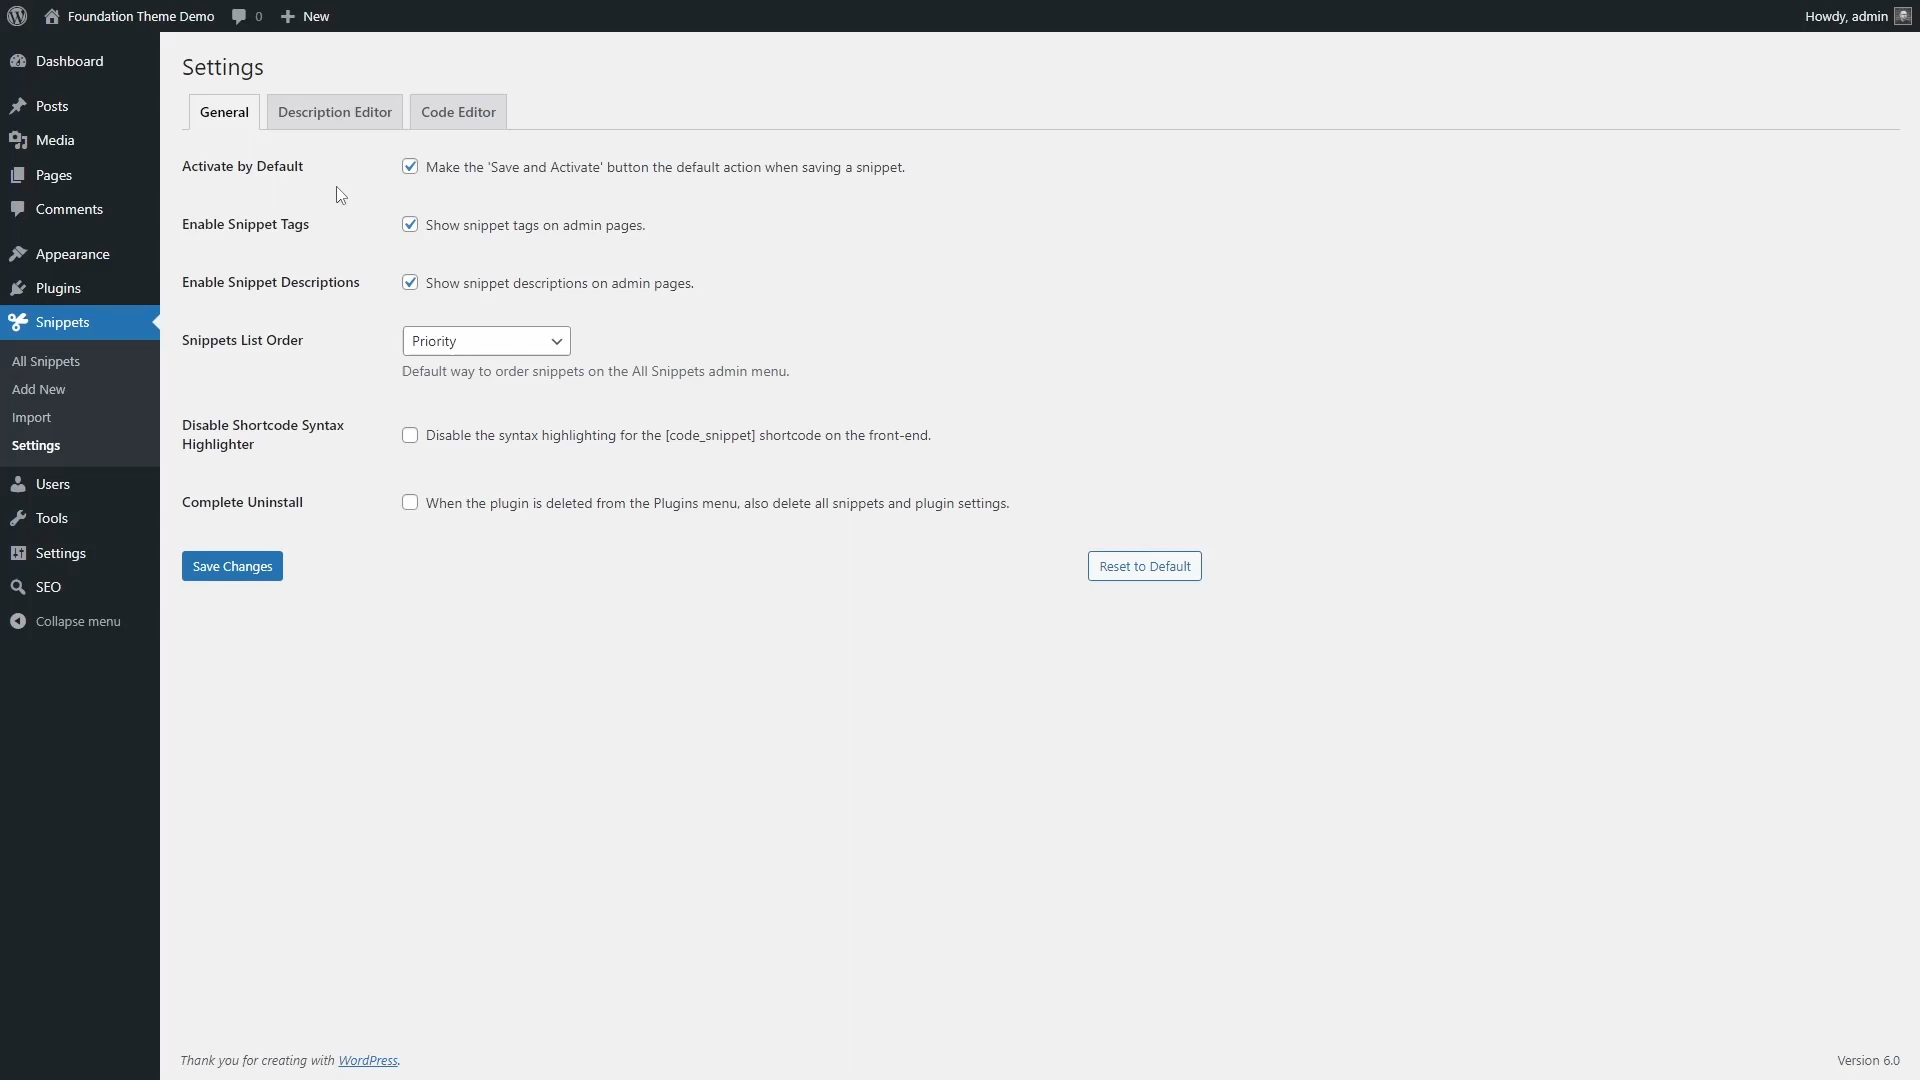 Foundation Theme Demo 0 New Howdy, admin
Dashboard
Posts
Media
Pages
Comments
Appearance
Plugins
Snippets
All Snippets
Add New
Import
Settings
Users
Tools
Settings
SEO
Collapse menu
Settings
General Description Editor Code Editor
Activate by Default Make the 'Save and Activate' button the default action when saving a snippet.
Enable Snippet Tags Show snippet tags on admin pages.
Enable Snippet Descriptions Show snippet descriptions on admin pages.
Snippets List Order Priority
Default way to order snippets on the All Snippets admin menu.
Disable Shortcode Syntax
Highlighter Disable the syntax highlighting for the [code_snippet] shortcode on the front-end.
Complete Uninstall When the plugin is deleted from the Plugins menu, also delete all snippets and plugin settings.
Save Changes Reset to Default
Thank you for creating with WordPress. Version 6.0